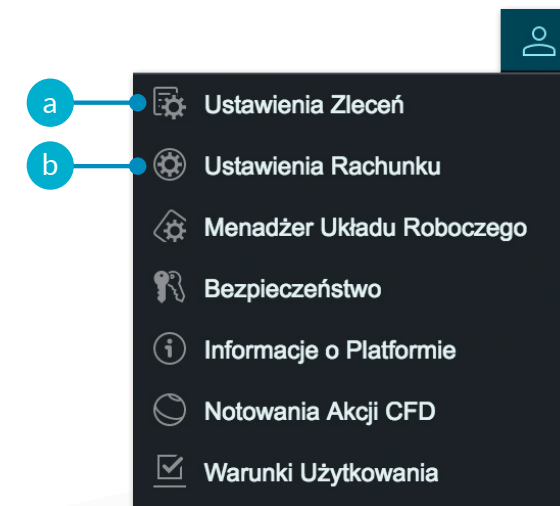 a Ustawienia Zleceń
b Ustawienia Rachunku
Menadżer Układu Roboczego
Bezpieczeństwo
Informacje o Platformie
Notowania Akcji CFD
Warunki Użytkowania